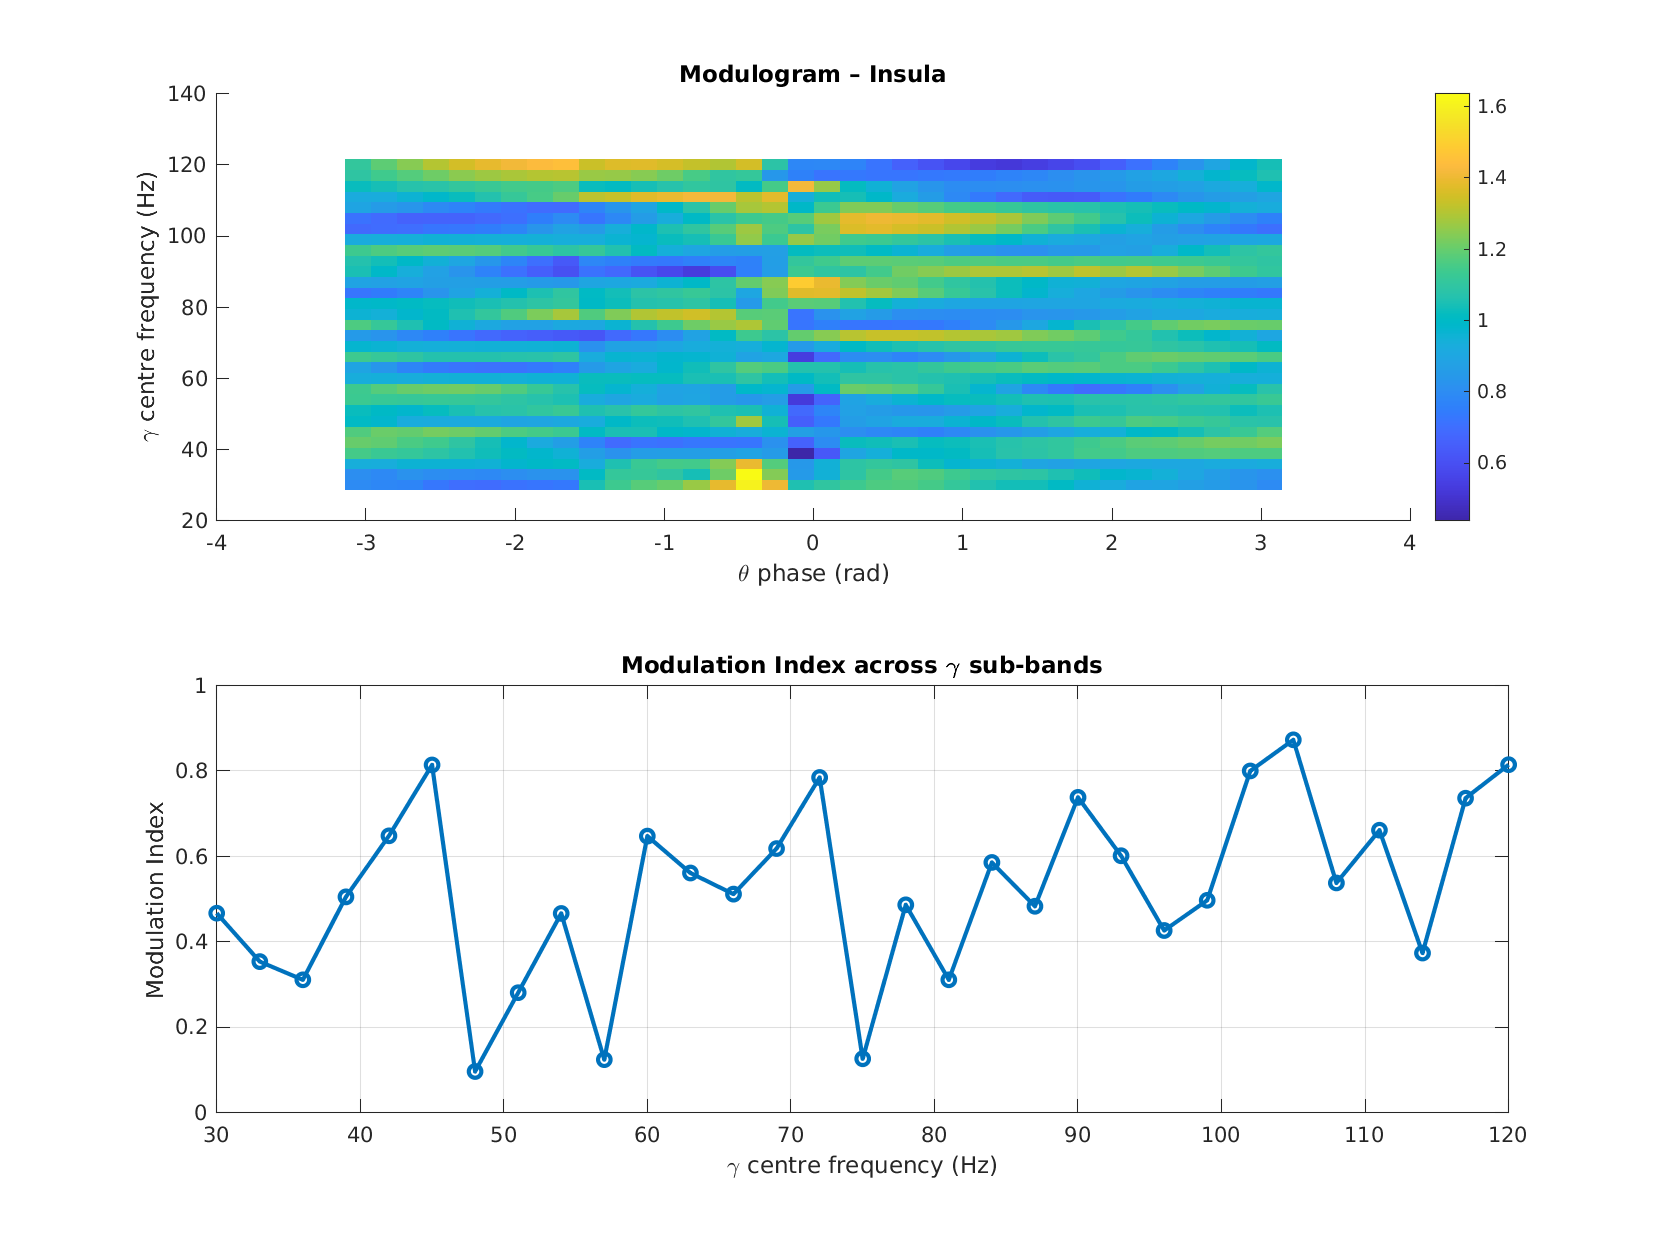 Modulogram – Insula
140
120
100
80
60
40
20
γ centre frequency (Hz)
-4 -3 -2 -1 0 1 2 3 4
θ phase (rad)
1.6
1.4
1.2
1
0.8
0.6
Modulation Index across γ sub-bands
1
0.8
0.6
0.4
0.2
0
Modulation Index
30 40 50 60 70 80 90 100 110 120
γ centre frequency (Hz)